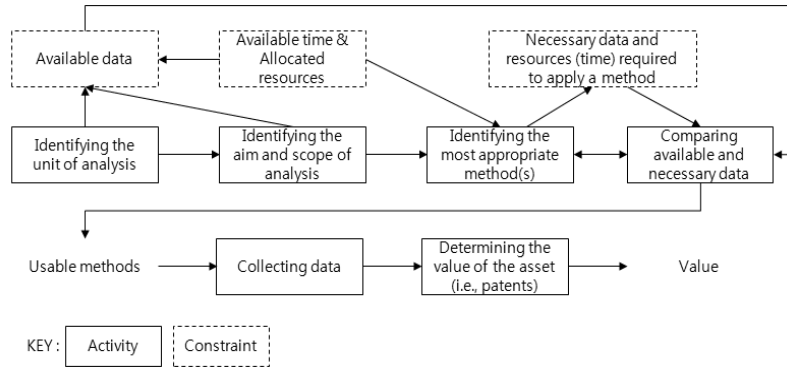 Available data
Available time &
Allocated
resources
Necessary data and
resources (time) required
to apply a method
Identifying the
unit of analysis
Identifying the
aim and scope of
analysis
Identifying the
most appropriate
method(s)
Comparing
available and
necessary data
Usable methods
Collecting data
Determining the
value of the asset
(i.e., patents)
Value
KEY :
Activity
Constraint